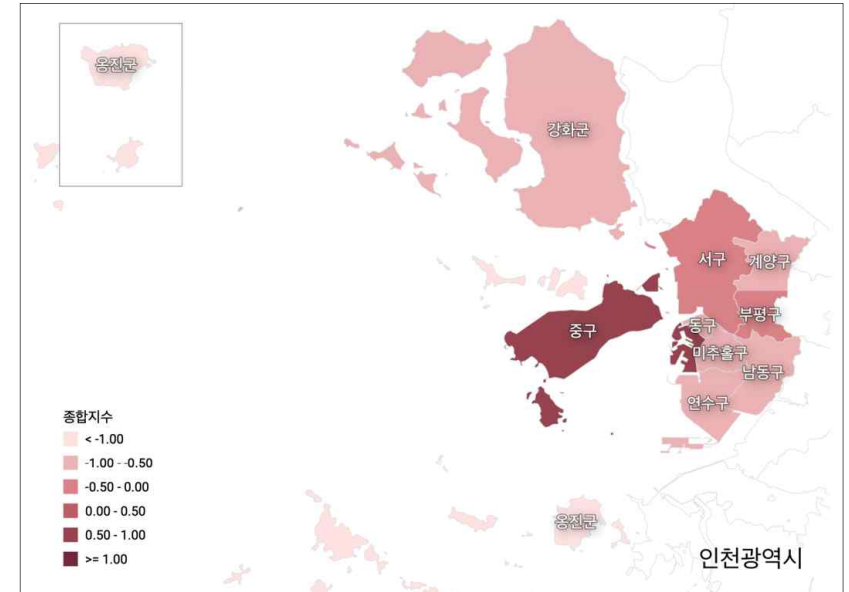 옹진군
강화군
서구
계양구
중구
동구
부평구
미추홀구
남동구
연수구
종합지수
< -1.00
-1.00 - -0.50
-0.50 - 0.00
0.00 - 0.50
0.50 - 1.00
>= 1.00
옹진군
인천광역시